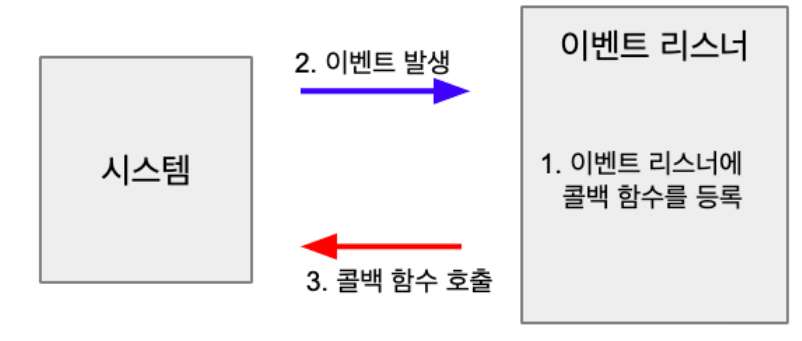 시스템
2. 이벤트 발생
3. 콜백 함수 호출
이벤트 리스너
1. 이벤트 리스너에
콜백 함수를 등록